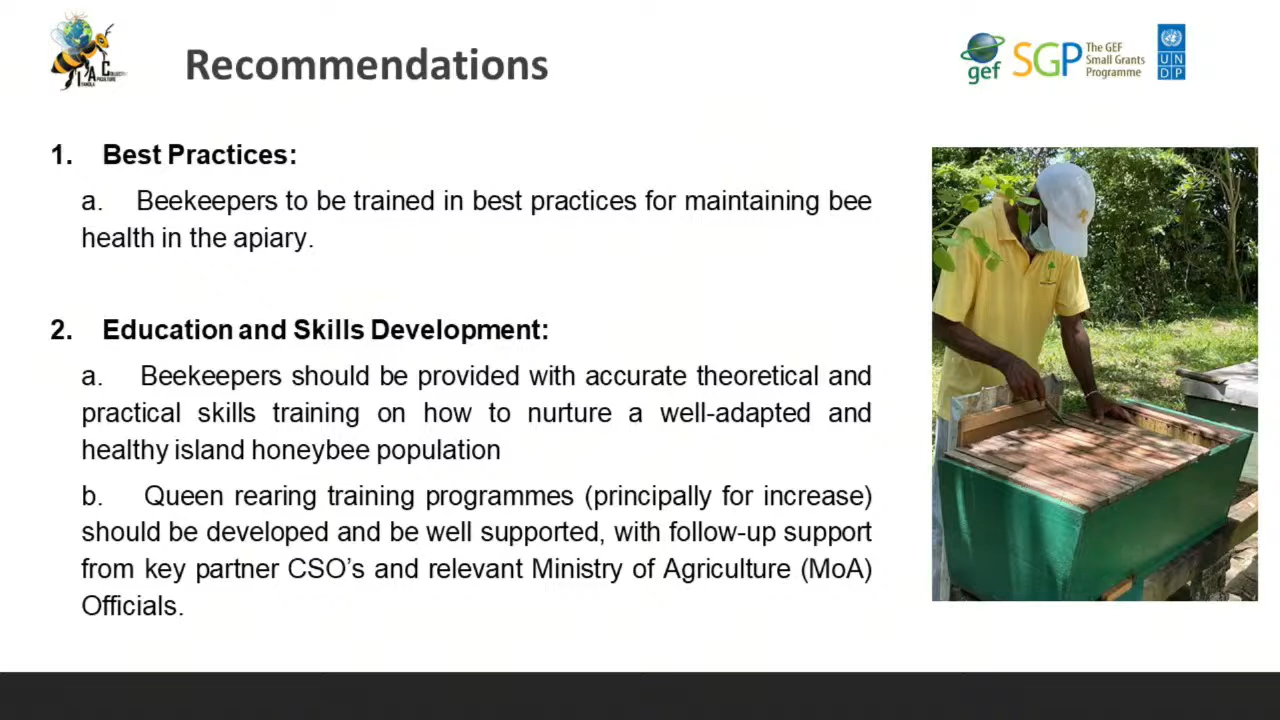 Recommendations
gef
SGP
The GEF
Small Grants
Programme
U N
D P
1. Best Practices:
a. Beekeepers to be trained in best practices for maintaining bee
health in the apiary.
2. Education and Skills Development:
a. Beekeepers should be provided with accurate theoretical and
practical skills training on how to nurture a well-adapted and
healthy island honeybee population
b. Queen rearing training programmes (principally for increase)
should be developed and be well supported, with follow-up support
from key partner CSO’s and relevant Ministry of Agriculture (MoA)
Officials.